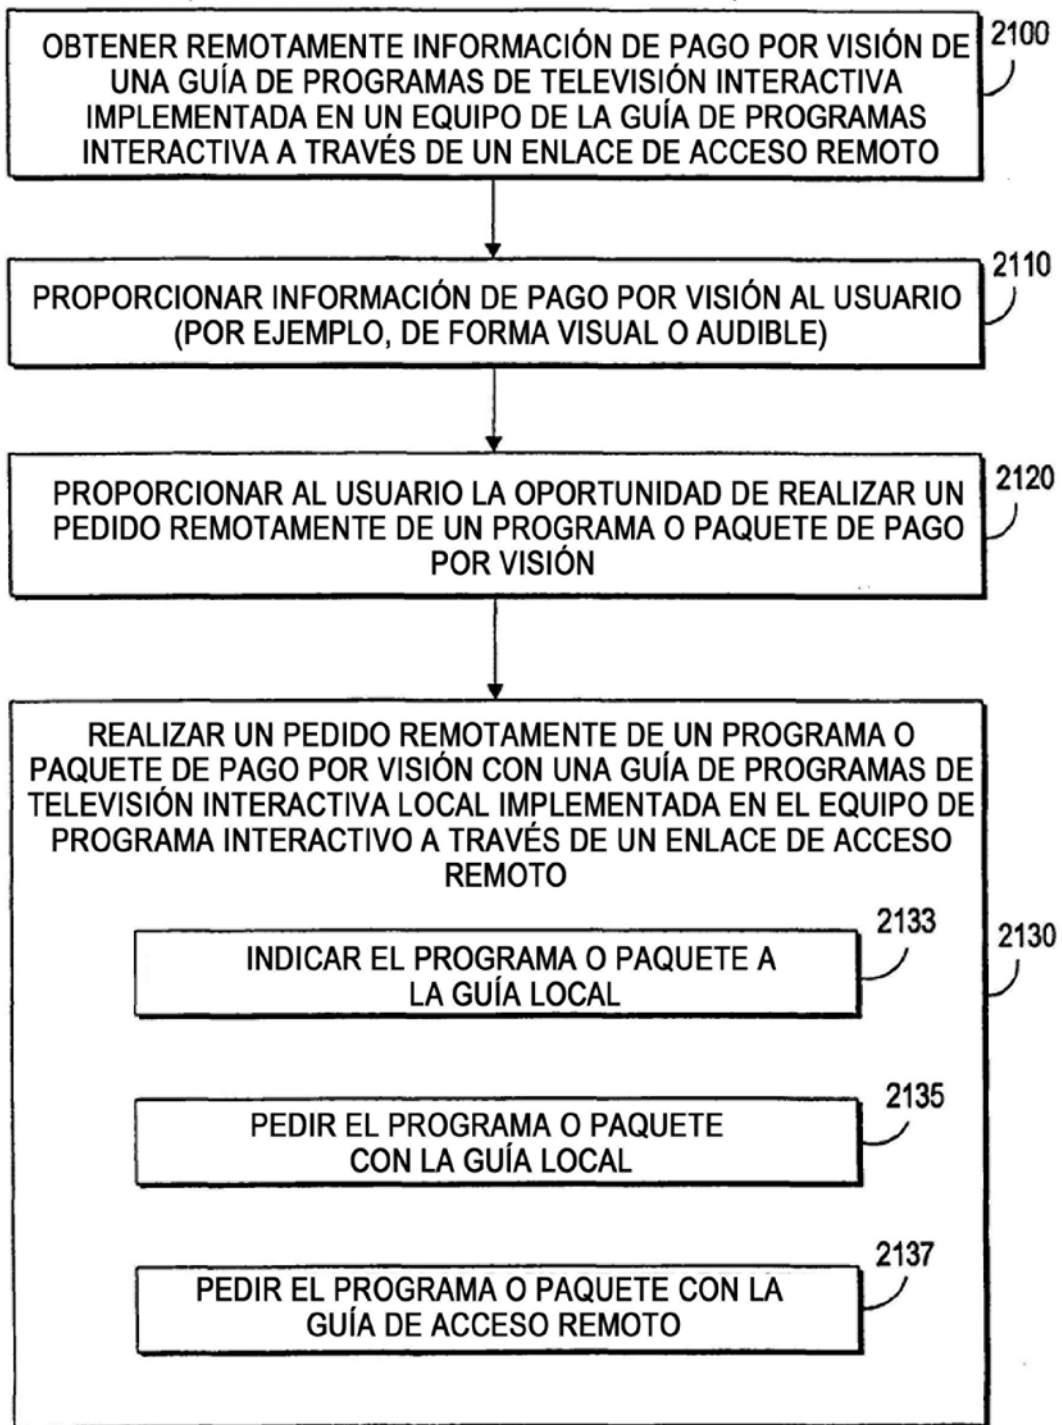 OBTENER REMOTAMENTE INFORMACIÓN DE PAGO POR VISIÓN DE
UNA GUÍA DE PROGRAMAS DE TELEVISIÓN INTERACTIVA
IMPLEMENTADA EN UN EQUIPO DE LA GUÍA DE PROGRAMAS
INTERACTIVA A TRAVÉS DE UN ENLACE DE ACCESO REMOTO
2100
PROPORCIONAR INFORMACIÓN DE PAGO POR VISIÓN AL USUARIO
(POR EJEMPLO, DE FORMA VISUAL O AUDIBLE)
2110
PROPORCIONAR AL USUARIO LA OPORTUNIDAD DE REALIZAR UN
PEDIDO REMOTAMENTE DE UN PROGRAMA O PAQUETE DE PAGO
POR VISIÓN
2120
REALIZAR UN PEDIDO REMOTAMENTE DE UN PROGRAMA O
PAQUETE DE PAGO POR VISIÓN CON UNA GUÍA DE PROGRAMAS DE
TELEVISIÓN INTERACTIVA LOCAL IMPLEMENTADA EN EL EQUIPO DE
PROGRAMA INTERACTIVO A TRAVÉS DE UN ENLACE DE ACCESO
REMOTO
2130
INDICAR EL PROGRAMA O PAQUETE A
LA GUÍA LOCAL
2133
PEDIR EL PROGRAMA O PAQUETE
CON LA GUÍA LOCAL
2135
PEDIR EL PROGRAMA O PAQUETE CON LA
GUÍA DE ACCESO REMOTO
2137